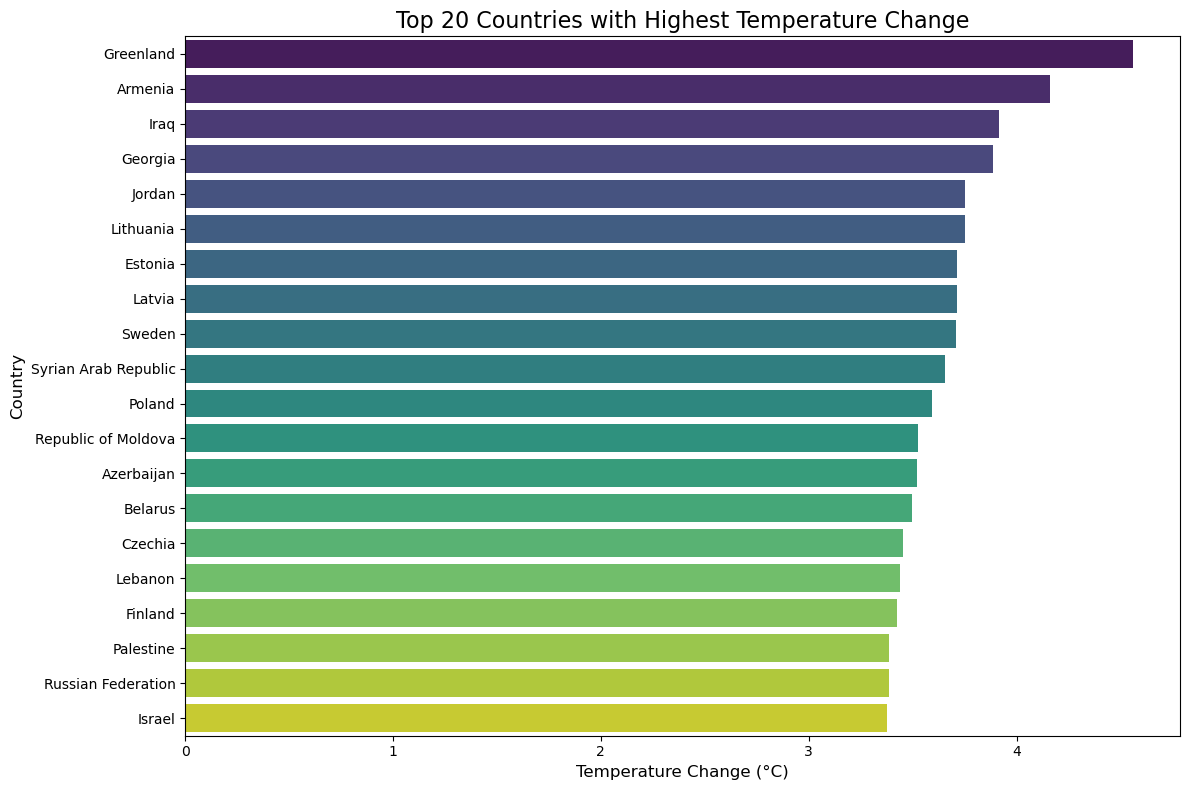 Top 20 Countries with Highest Temperature Change
Greenland
Armenia
Iraq
Georgia
Jordan
Lithuania
Estonia
Latvia
Sweden
Syrian Arab Republic
Poland
Republic of Moldova
Azerbaijan
Belarus
Czechia
Lebanon
Finland
Palestine
Russian Federation
Israel
Country
0 1 2 3 4
Temperature Change (°C)